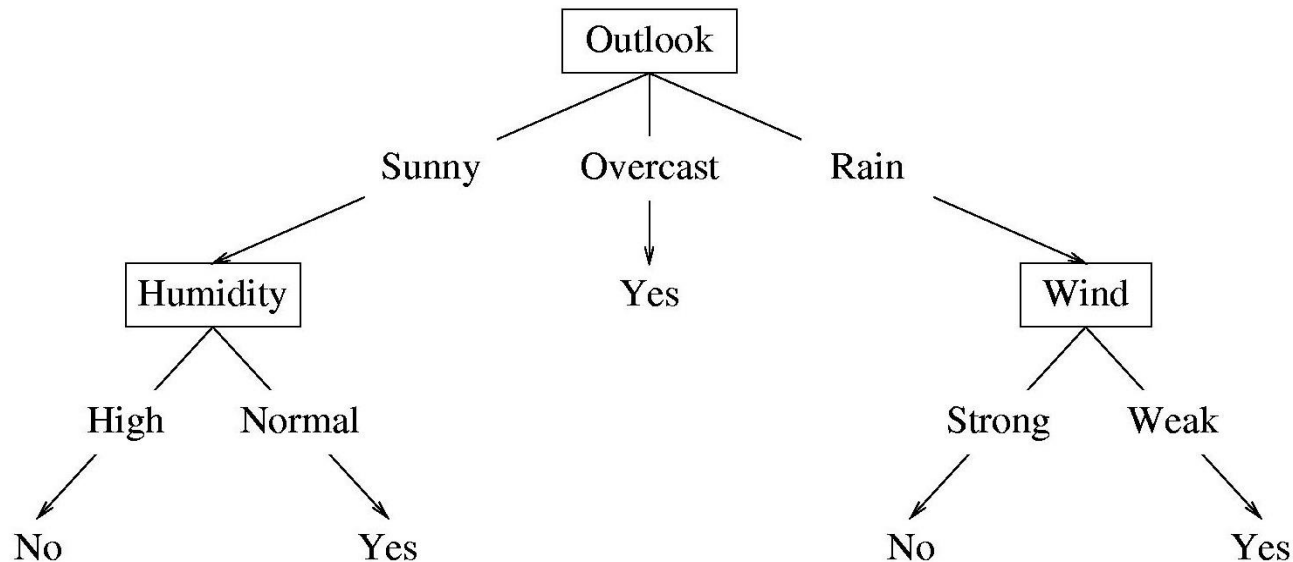 Outlook
Sunny Overcast Rain
Humidity Yes Wind
High Normal Strong Weak
No Yes No Yes